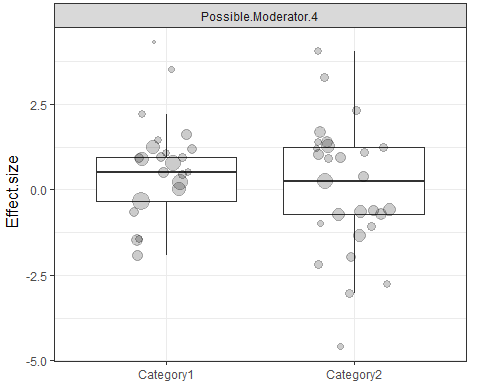 Possible.Moderator.4
Effect.size
2.5
0.0
-2.5
-5.0
Category1 Category2